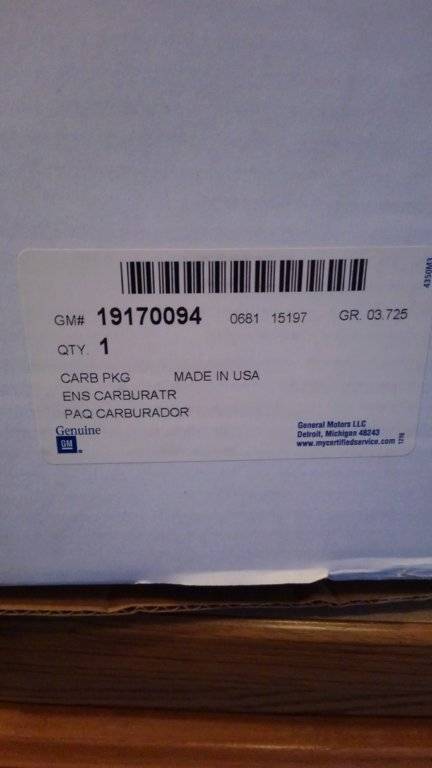 GM# 19170094 0681 15197 GR. 03.725
QTY. 1
CARB PKG MADE IN USA
ENS CARBURATR
PAQ CARBURADOR
Genuine
GM
General Motors LLC
Detroit, Michigan 48243
www.mycertifiedservice.com
4350M3